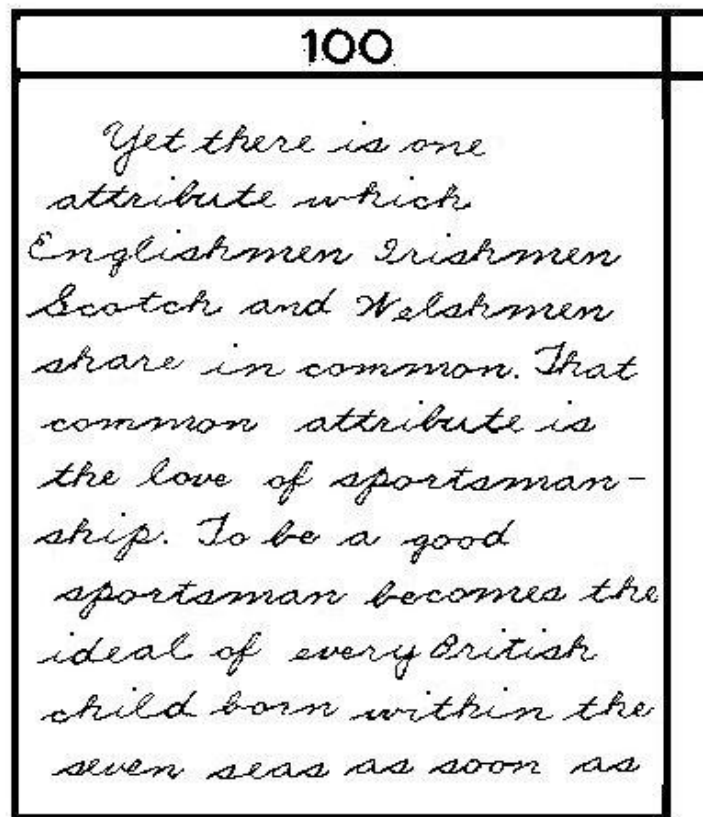 100
Yet there is one
attribute which
Englishmen Irishmen
Scotch and Welshmen
share in common. That
common attribute is
the love of sportsman-
ship. To be a good
sportsman becomes the
ideal of every British
child born within the
seven seas as soon as